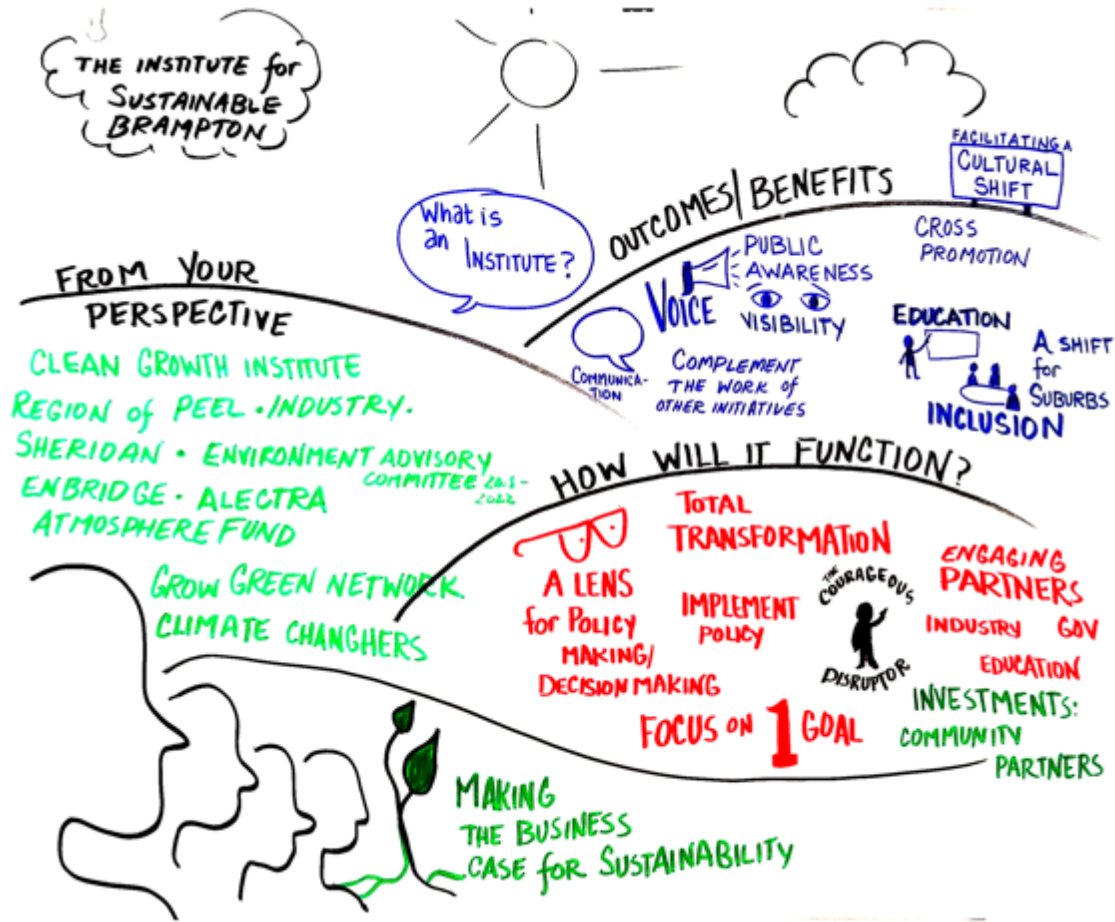 THE INSTITUTE for
SUSTAINABLE
BRAMPTON
What is
an INSTITUTE?
OUTCOMES/BENEFITS
FACILITATING A
CULTURAL
SHIFT
CROSS
PROMOTION
PUBLIC
AWARENESS
VOICE
VISIBILITY
COMMUNICA-
TION
COMPLEMENT
THE WORK OF
OTHER INITIATIVES
EDUCATION
A SHIFT
for
SUBURBS
INCLUSION
FROM YOUR
PERSPECTIVE
CLEAN GROWTH INSTITUTE
REGION of PEEL • INDUSTRY.
SHERIDAN • ENVIRONMENT ADVISORY
COMMITTEE
2022
ENBRIDGE • ALECTRA
ATMOSPHERE FUND
GROW GREEN NETWORK
CLIMATE CHANGHERS
HOW WILL IT FUNCTION?
TOTAL
TRANSFORMATION
A LENS
for POLICY
MAKING/
DECISION MAKING
IMPLEMENT
POLICY
THE
COURAGEOUS
DISRUPTOR
ENGAGING
PARTNERS
INDUSTRY GOV
EDUCATION
FOCUS ON 1 GOAL
INVESTMENTS:
COMMUNITY
PARTNERS
MAKING
THE BUSINESS
CASE for SUSTAINABILITY